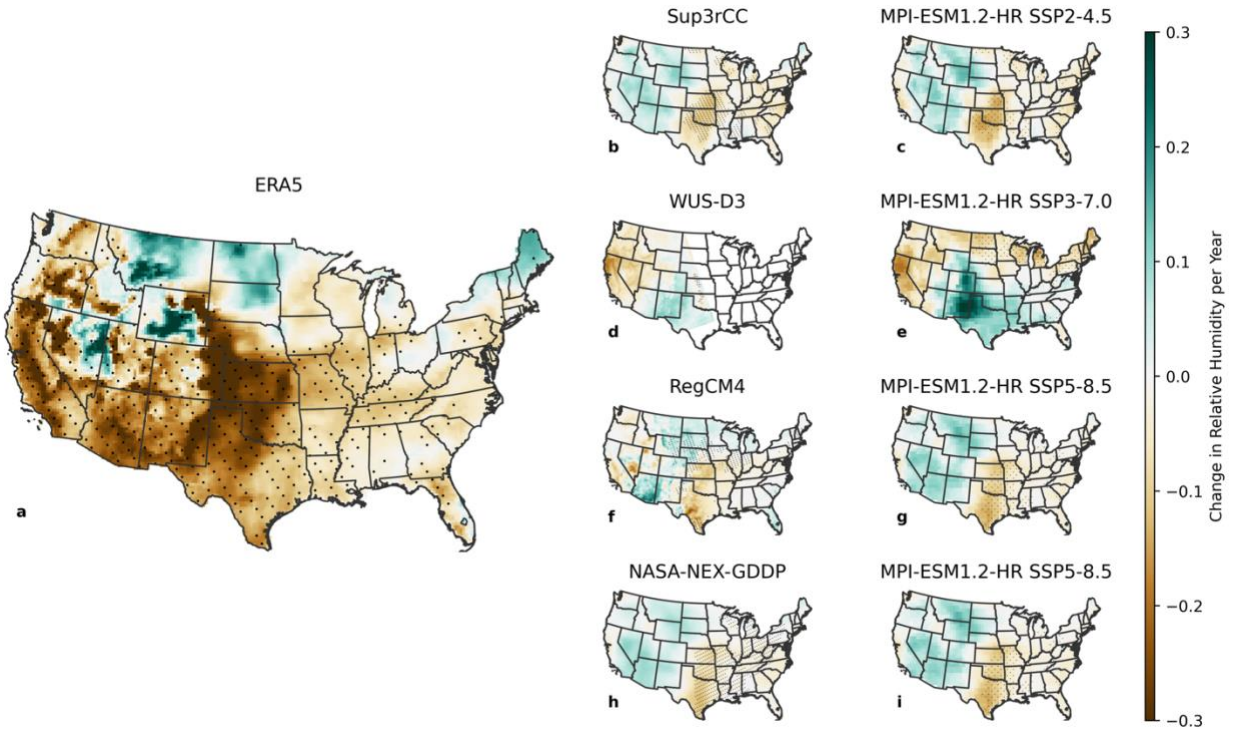 ERA5
a
Sup3rCC
b
MPI-ESM1.2-HR SSP2-4.5
c
WUS-D3
d
MPI-ESM1.2-HR SSP3-7.0
e
RegCM4
f
MPI-ESM1.2-HR SSP5-8.5
g
NASA-NEX-GDDP
h
MPI-ESM1.2-HR SSP5-8.5
i
0.3
0.2
0.1
0.0
−0.1
−0.2
−0.3
Change in Relative Humidity per Year